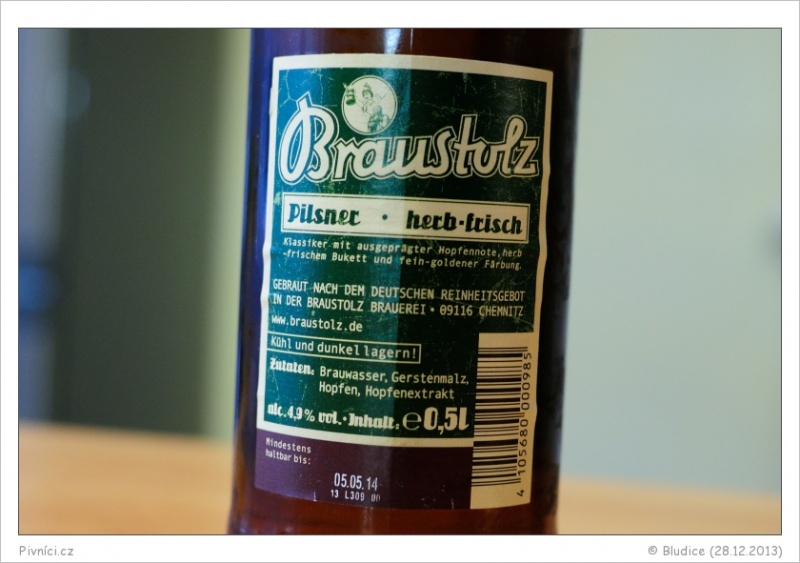 Braustolz
Pilsner · herb-frisch
Klassiker mit ausgeprägter Hopfennote, herb
-frischem Bukett und fein-goldener Färbung.
GEBRAUT NACH DEM DEUTSCHEN REINHEITSGEBOT
IN DER BRAUSTOLZ BRAUEREI · 09116 CHEMNITZ
www.braustolz.de
Kühl und dunkel lagern!
Zutaten: Brauwasser, Gerstenmalz,
Hopfen, Hopfenextrakt
alc. 4,9% vol. · Inhalt: e 0,5l
Mindestens
haltbar bis:
05.05.14
13 L309
4 105680 000985
Pivníci.cz
© Bludice (28.12.2013)